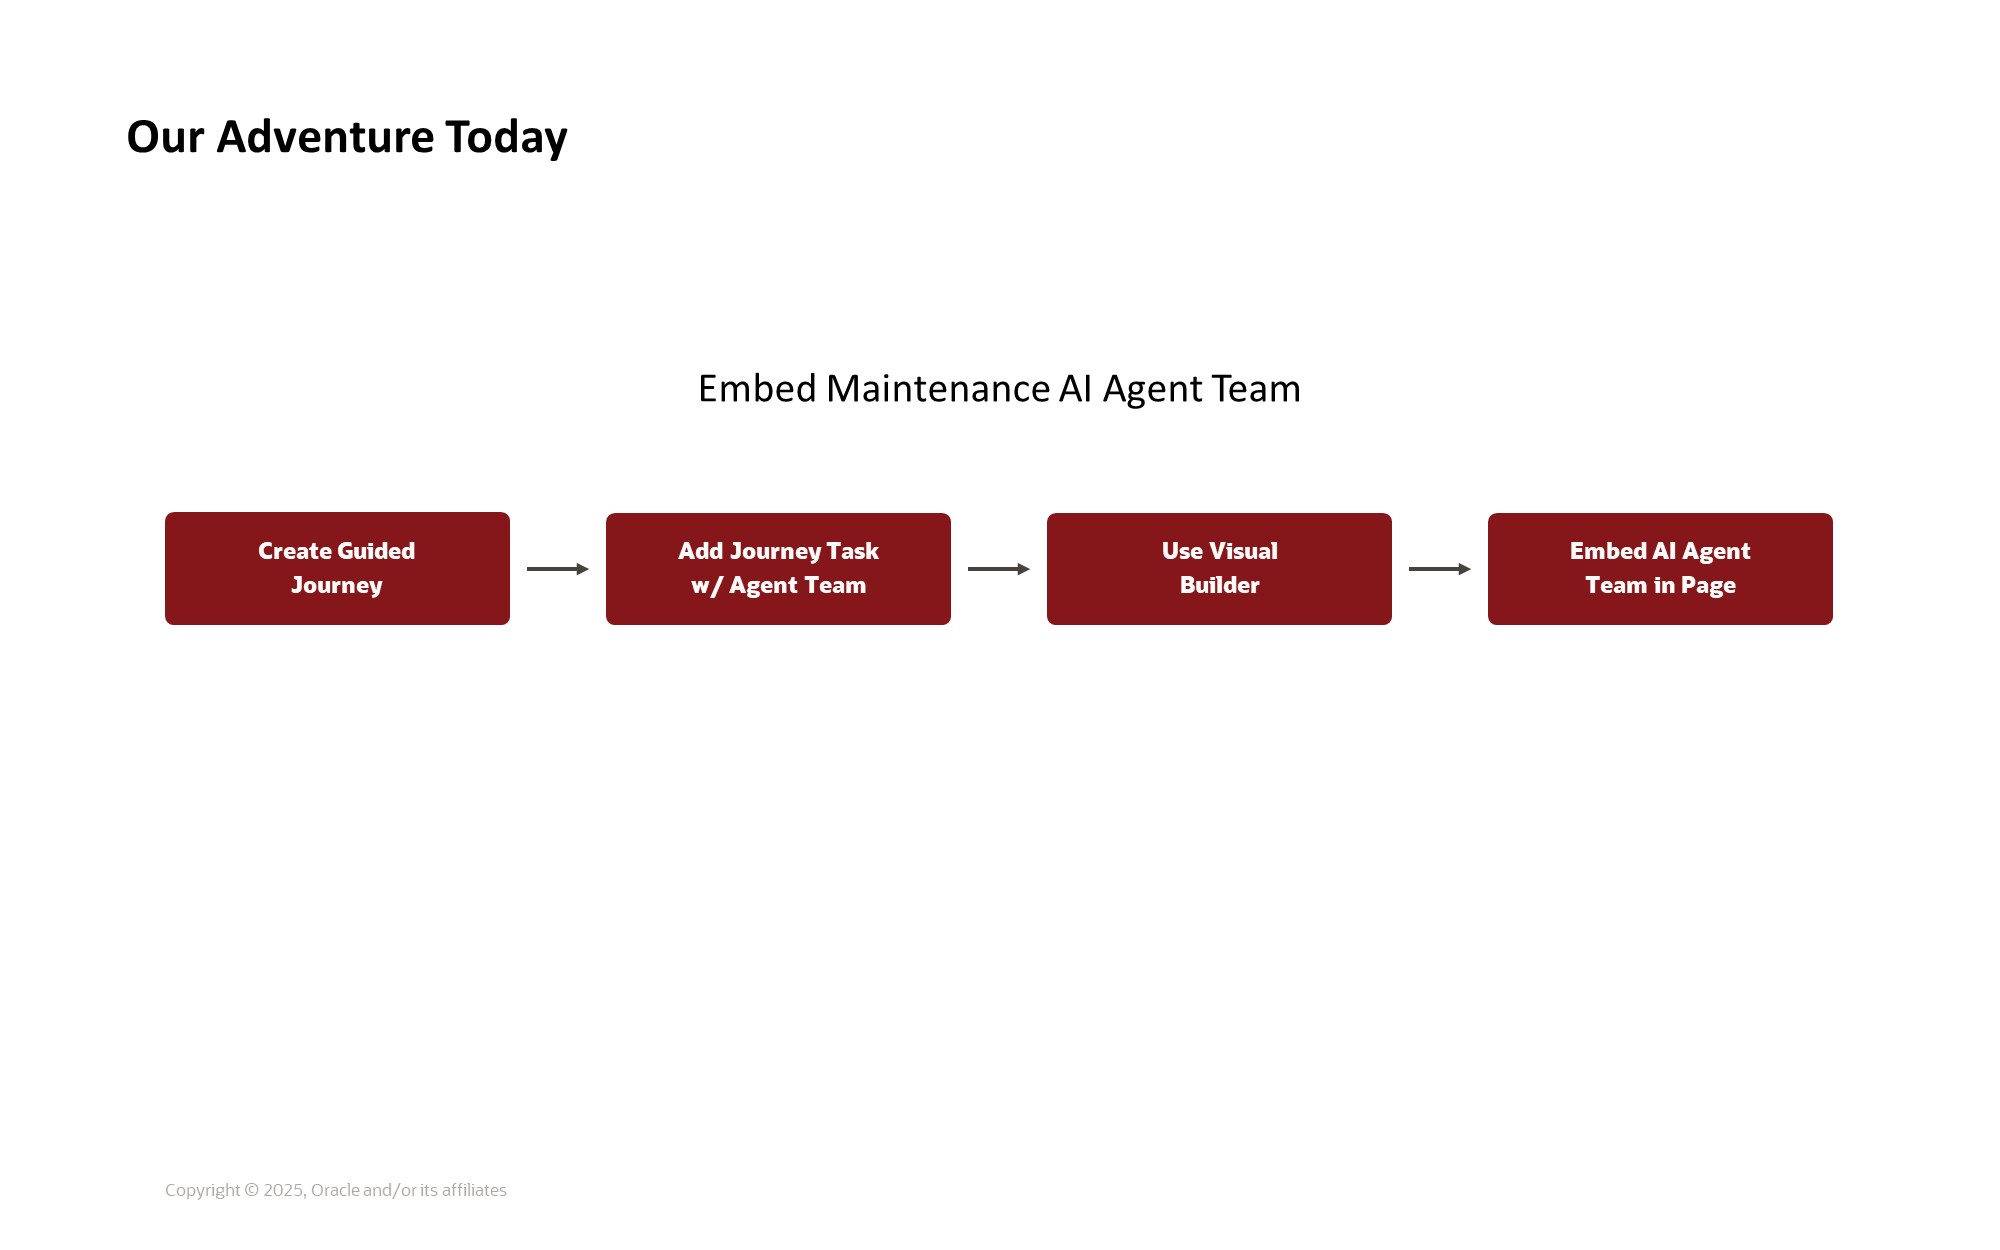 Our Adventure Today
Embed Maintenance AI Agent Team
Create Guided
Journey
Add Journey Task
w/ Agent Team
Use Visual
Builder
Embed AI Agent
Team in Page
Copyright © 2025, Oracle and/or its affiliates